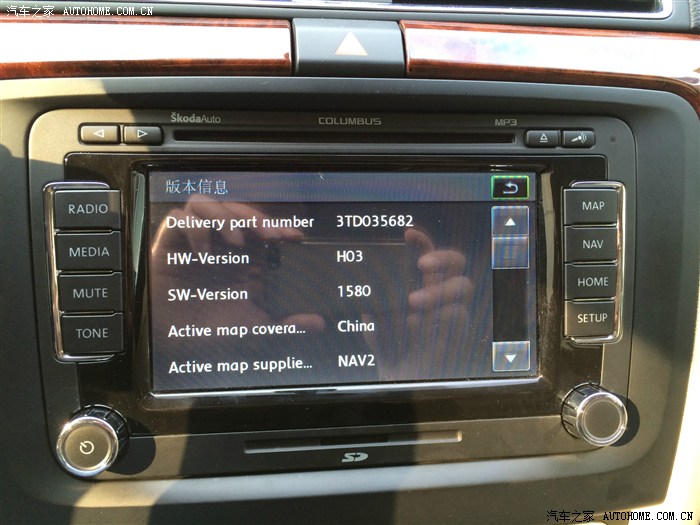 汽车之家 AUTOHOME.COM.CN
ŠkodaAuto COLUMBUS MP3
版本信息
RADIO
MEDIA
MUTE
TONE
Delivery part number 3TD035682
HW-Version H03
SW-Version 1580
Active map covera... China
Active map supplie... NAV2
MAP
NAV
HOME
SETUP
SD
汽车之家 AUTOHOME.COM.CN